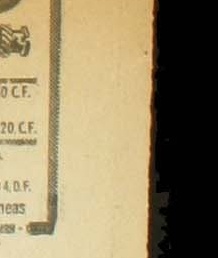 0 C.F.
20, C.F.
4, D.F.
neas